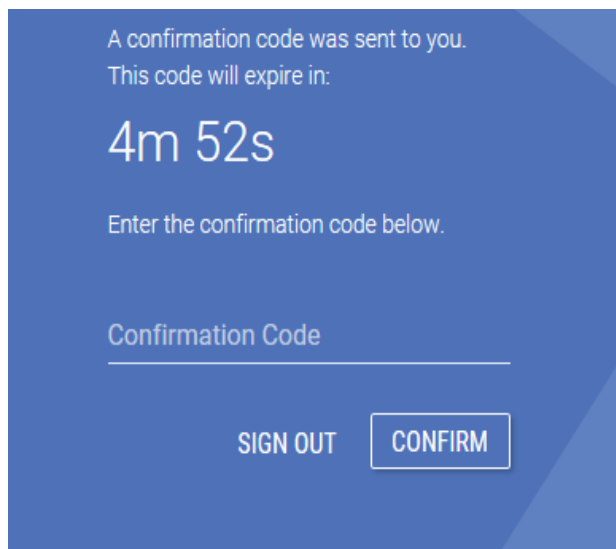 A confirmation code was sent to you.
This code will expire in:
4m 52s
Enter the confirmation code below.
Confirmation Code
SIGN OUT CONFIRM